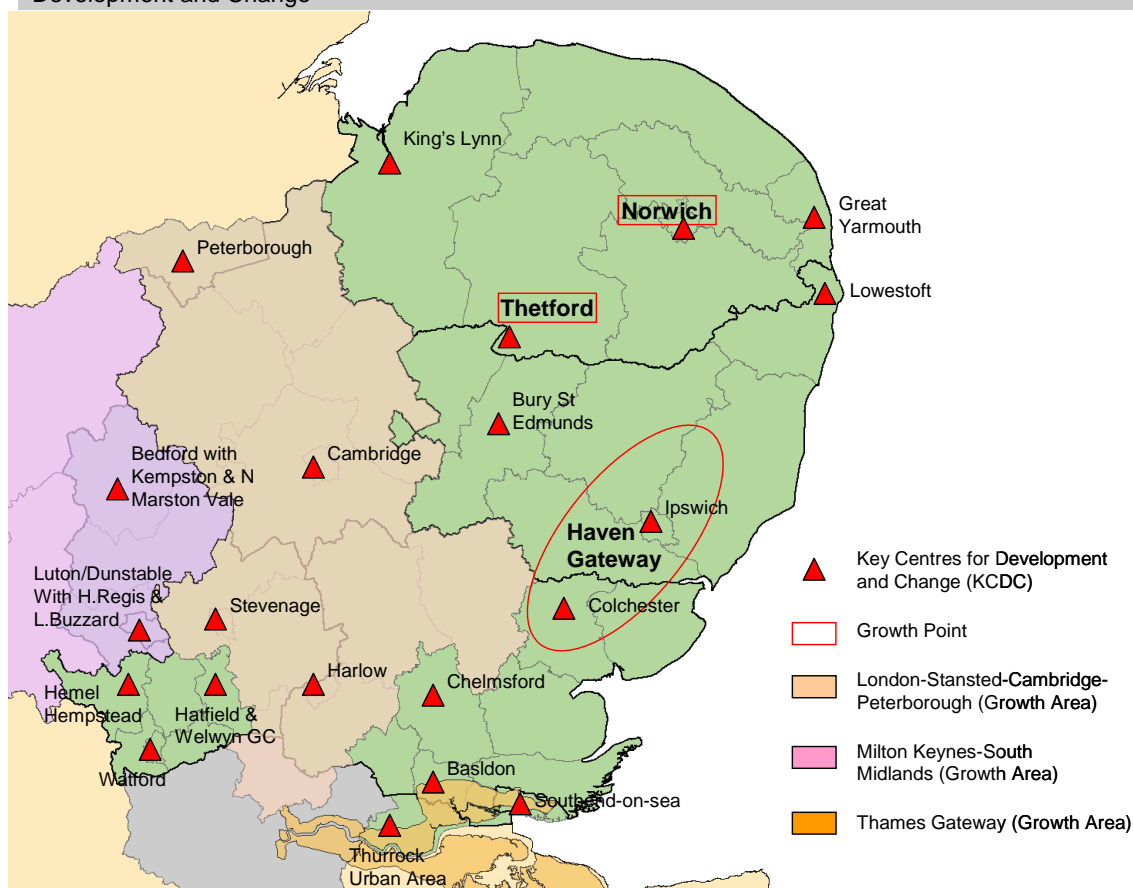 Development and Change
King's Lynn
Norwich
Great
Yarmouth
Peterborough
Lowestoft
Thetford
Bury St
Edmunds
Bedford with
Kempston & N
Marston Vale
Cambridge
Ipswich
Haven
Gateway
Key Centres for Development
and Change (KCDC)
Luton/Dunstable
With H.Regis &
L.Buzzard
Stevenage
Colchester
Growth Point
Harlow
Chelmsford
London-Stansted-Cambridge-
Peterborough (Growth Area)
Hemel
Hempstead
Hatfield &
Welwyn GC
Watford
Milton Keynes-South
Midlands (Growth Area)
Basldon
Southend-on-sea
Thames Gateway (Growth Area)
Thurrock
Urban Area